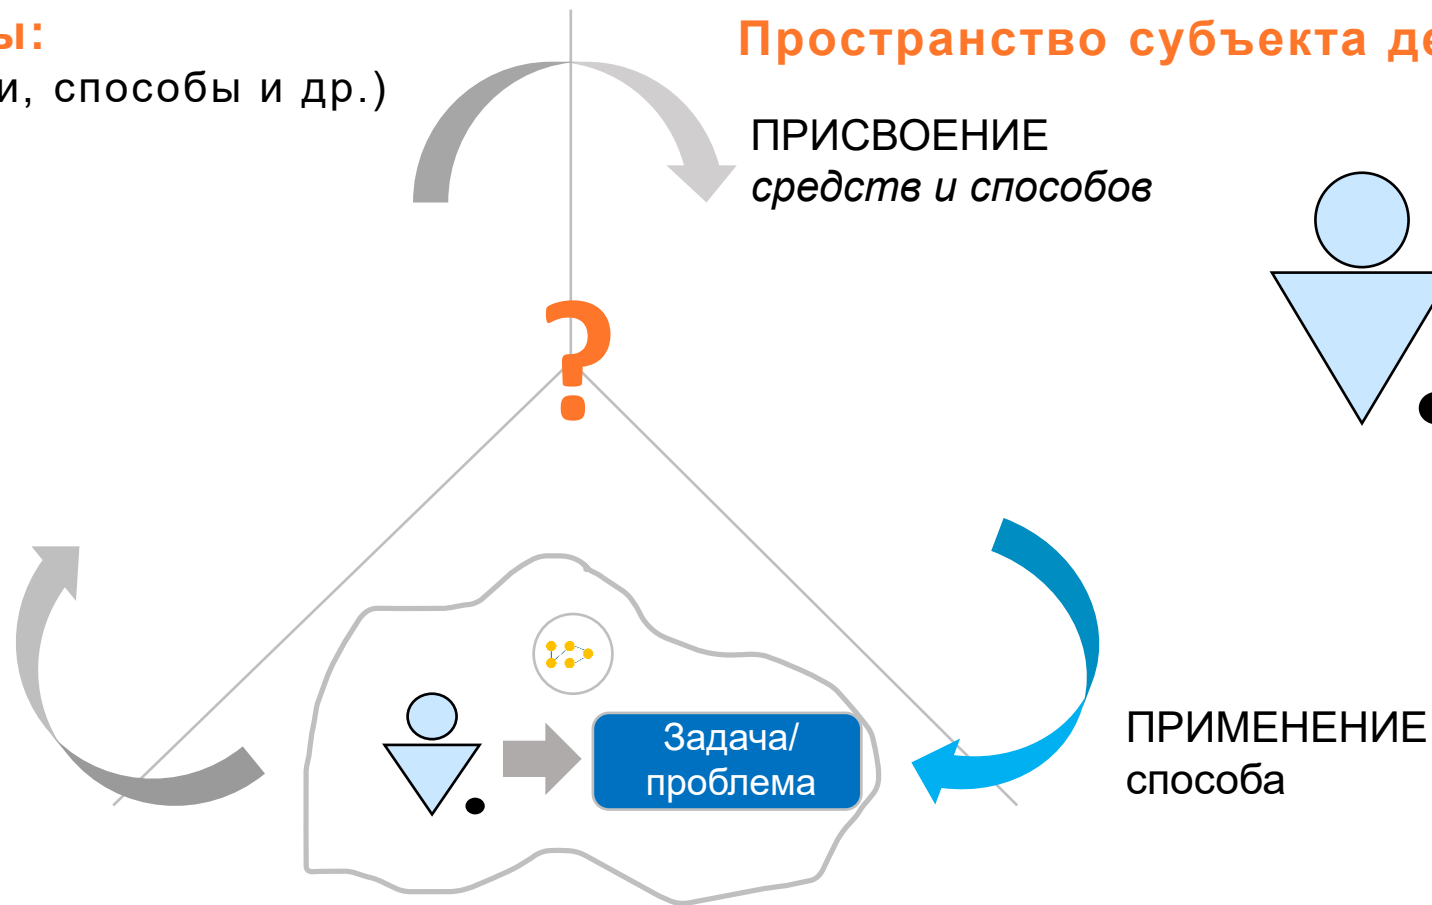 ы:
и, способы и др.)
Пространство субъекта де
ПРИСВОЕНИЕ
средств и способов
?
Задача/
проблема
ПРИМЕНЕНИЕ
способа